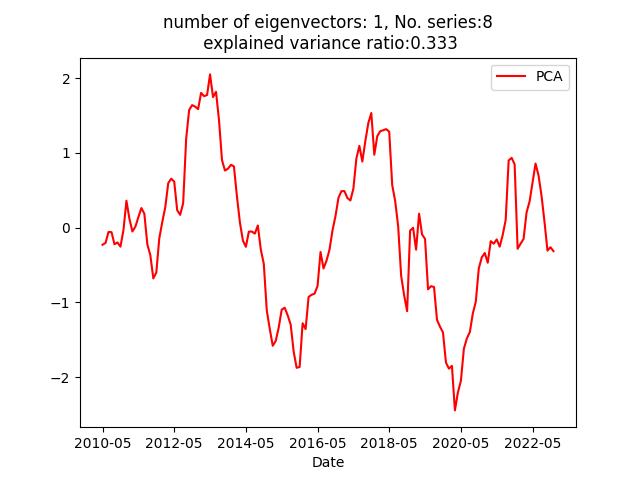 number of eigenvectors: 1, No. series:8
explained variance ratio:0.333
PCA
2
1
0
−1
−2
2010-05 2012-05 2014-05 2016-05 2018-05 2020-05 2022-05
Date